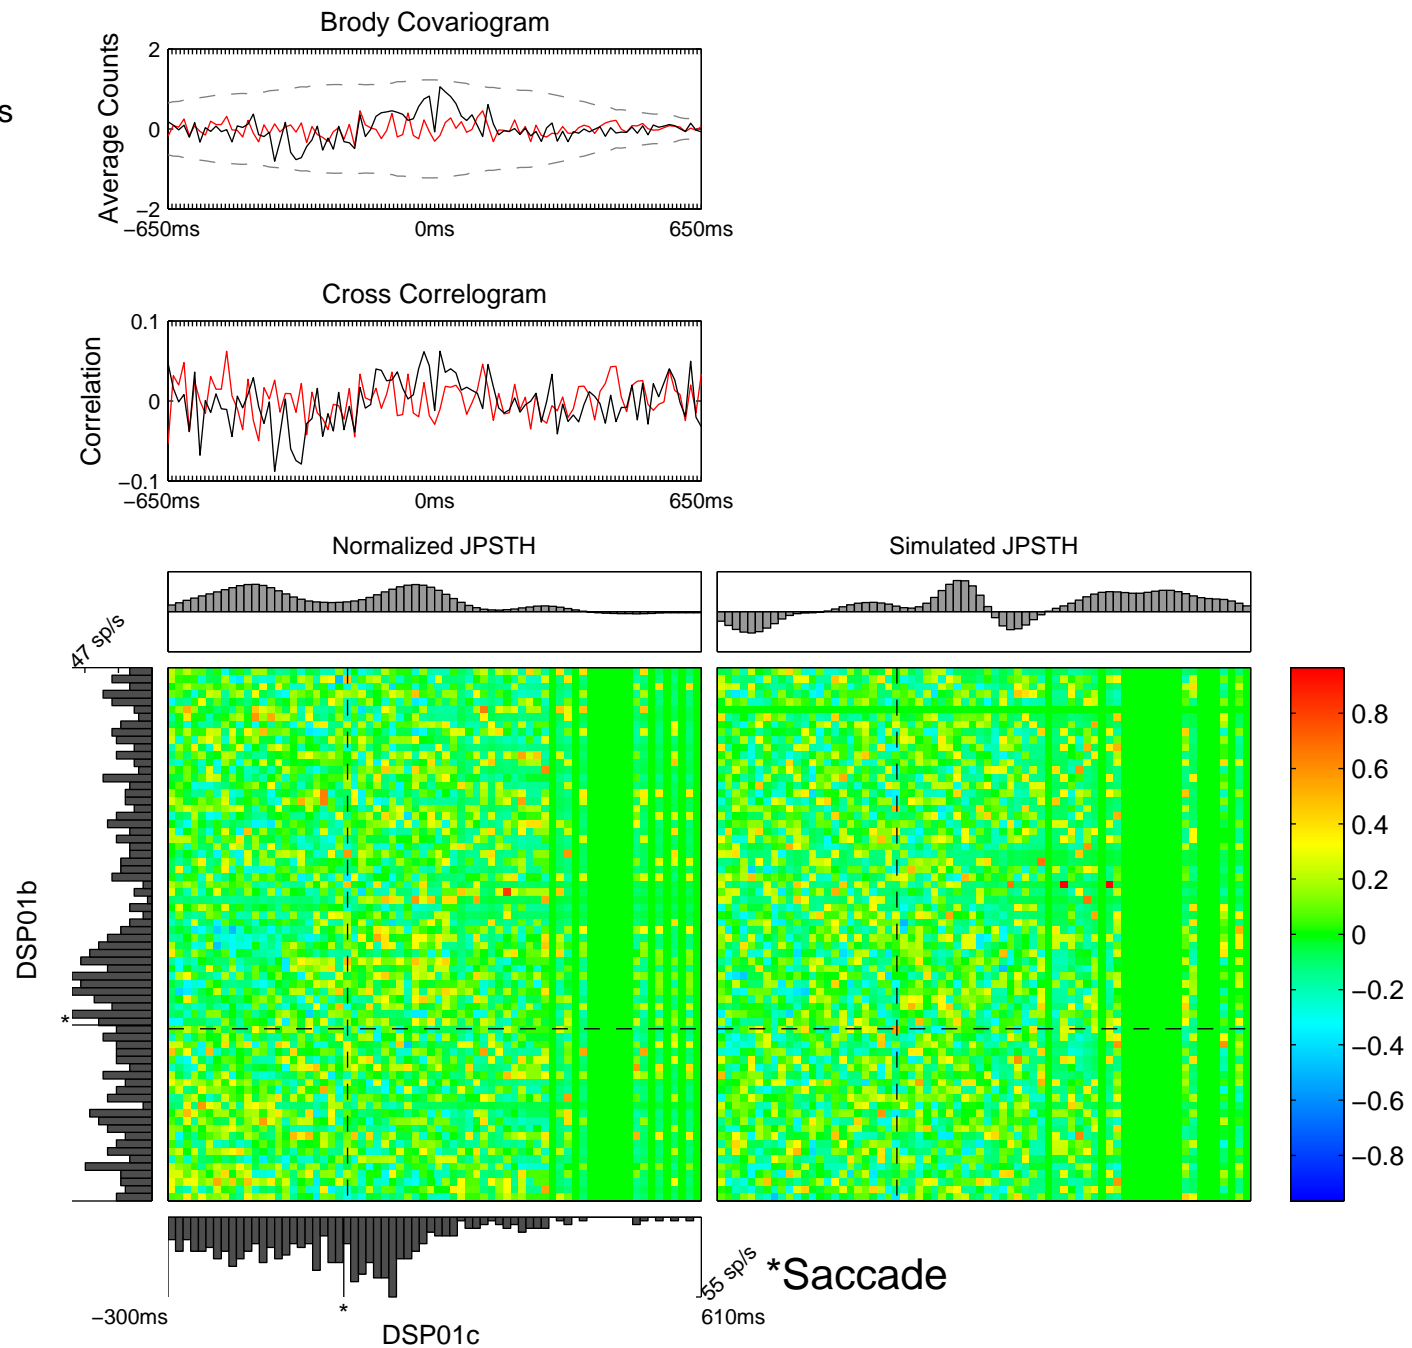 Brody Covariogram
s
Average Counts
2
0
−2
−650ms
0ms
650ms
Cross Correlogram
Correlation
0.1
0
−0.1
−650ms
0ms
650ms
Normalized JPSTH
Simulated JPSTH
47 sp/s
DSP01b
*
0.8
0.6
0.4
0.2
0
−0.2
−0.4
−0.6
−0.8
55 sp/s
*Saccade
*
−300ms
610ms
DSP01c